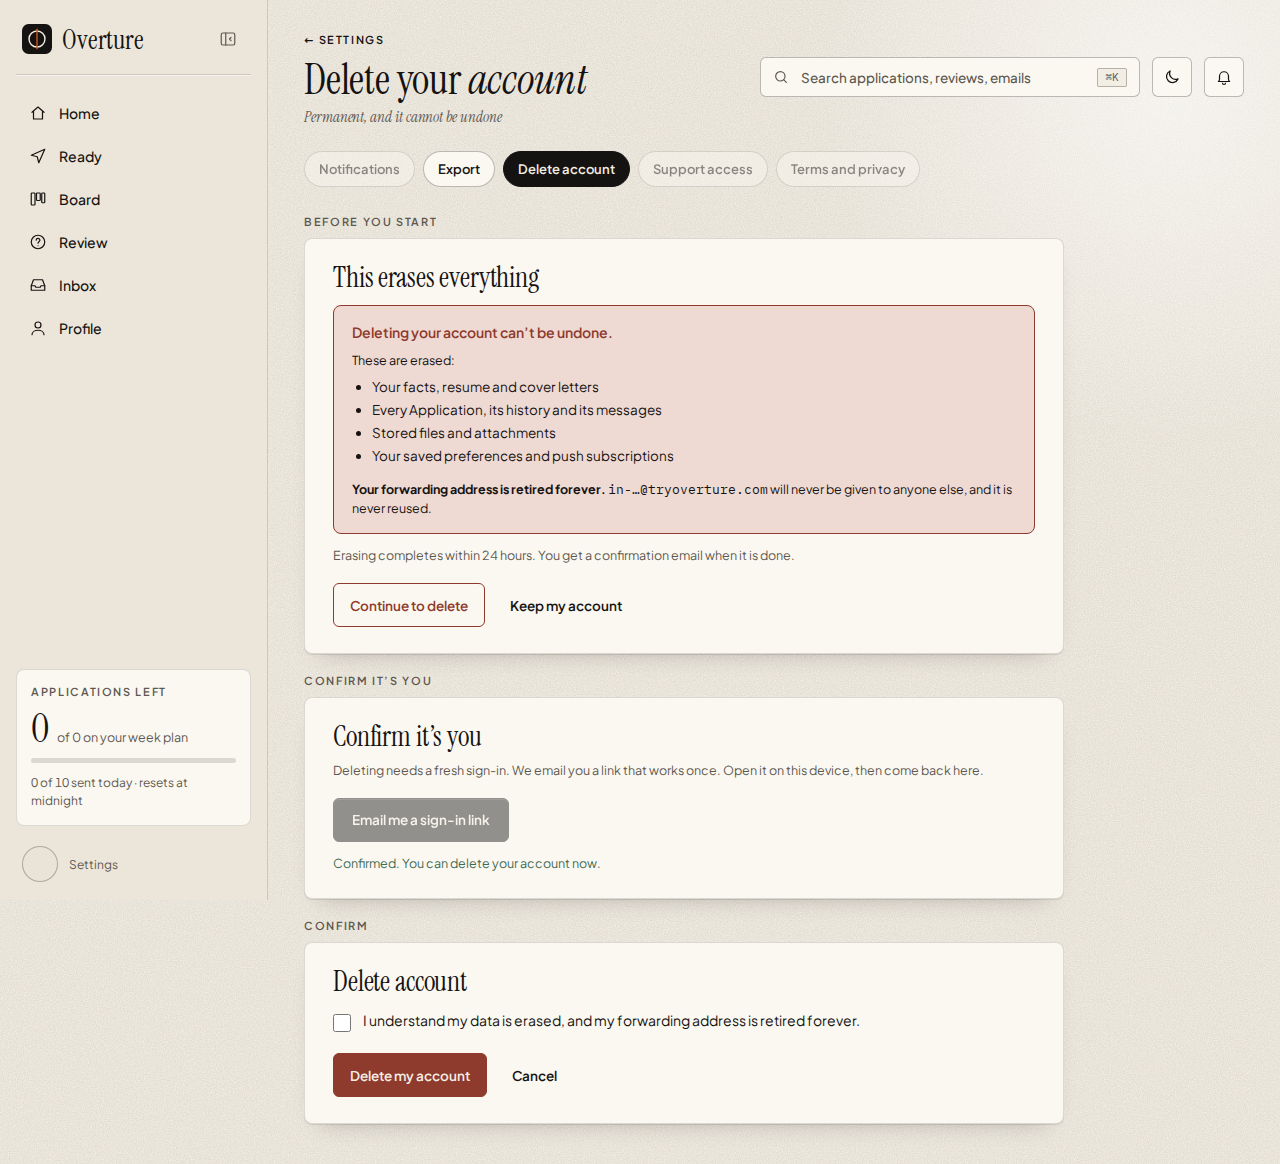 Overture
Home
Ready
Board
Review
Inbox
Profile
APPLICATIONS LEFT
0 of 0 on your week plan
0 of 10 sent today · resets at
midnight
Settings
← SETTINGS
Delete your account
Permanent, and it cannot be undone
Search applications, reviews, emails ⌘K
Notifications Export Delete account Support access Terms and privacy
BEFORE YOU START
This erases everything
Deleting your account can’t be undone.
These are erased:
• Your facts, resume and cover letters
• Every Application, its history and its messages
• Stored files and attachments
• Your saved preferences and push subscriptions
Your forwarding address is retired forever. in-…@tryoverture.com will never be given to anyone else, and it is
never reused.
Erasing completes within 24 hours. You get a confirmation email when it is done.
Continue to delete Keep my account
CONFIRM IT’S YOU
Confirm it’s you
Deleting needs a fresh sign-in. We email you a link that works once. Open it on this device, then come back here.
Email me a sign-in link
Confirmed. You can delete your account now.
CONFIRM
Delete account
I understand my data is erased, and my forwarding address is retired forever.
Delete my account Cancel